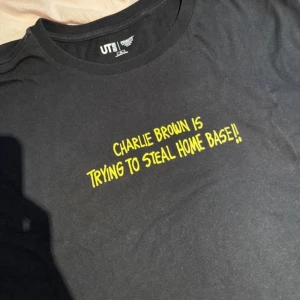 UT
CHARLIE BROWN IS
TRYING TO STEAL HOME BASE!!